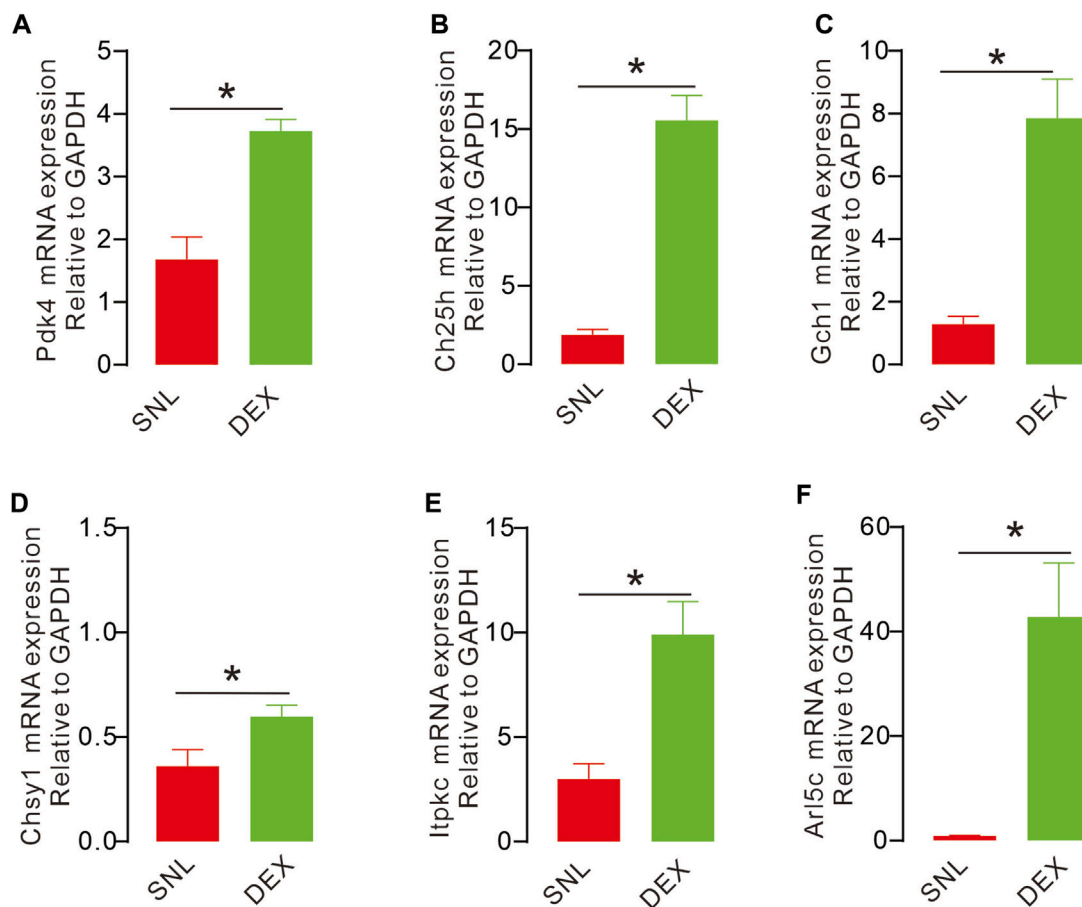 A
Pdk4 mRNA expression
Relative to GAPDH
5
4
3
2
1
0
*
SNL
DEX
B
Ch25h mRNA expression
Relative to GAPDH
20
15
10
5
0
*
SNL
DEX
C
Gch1 mRNA expression
Relative to GAPDH
10
8
6
4
2
0
*
SNL
DEX
D
Chsy1 mRNA expression
Relative to GAPDH
1.5
1.0
0.5
0.0
*
SNL
DEX
E
Itpkc mRNA expression
Relative to GAPDH
15
10
5
0
*
SNL
DEX
F
Arl5c mRNA expression
Relative to GAPDH
60
40
20
0
*
SNL
DEX